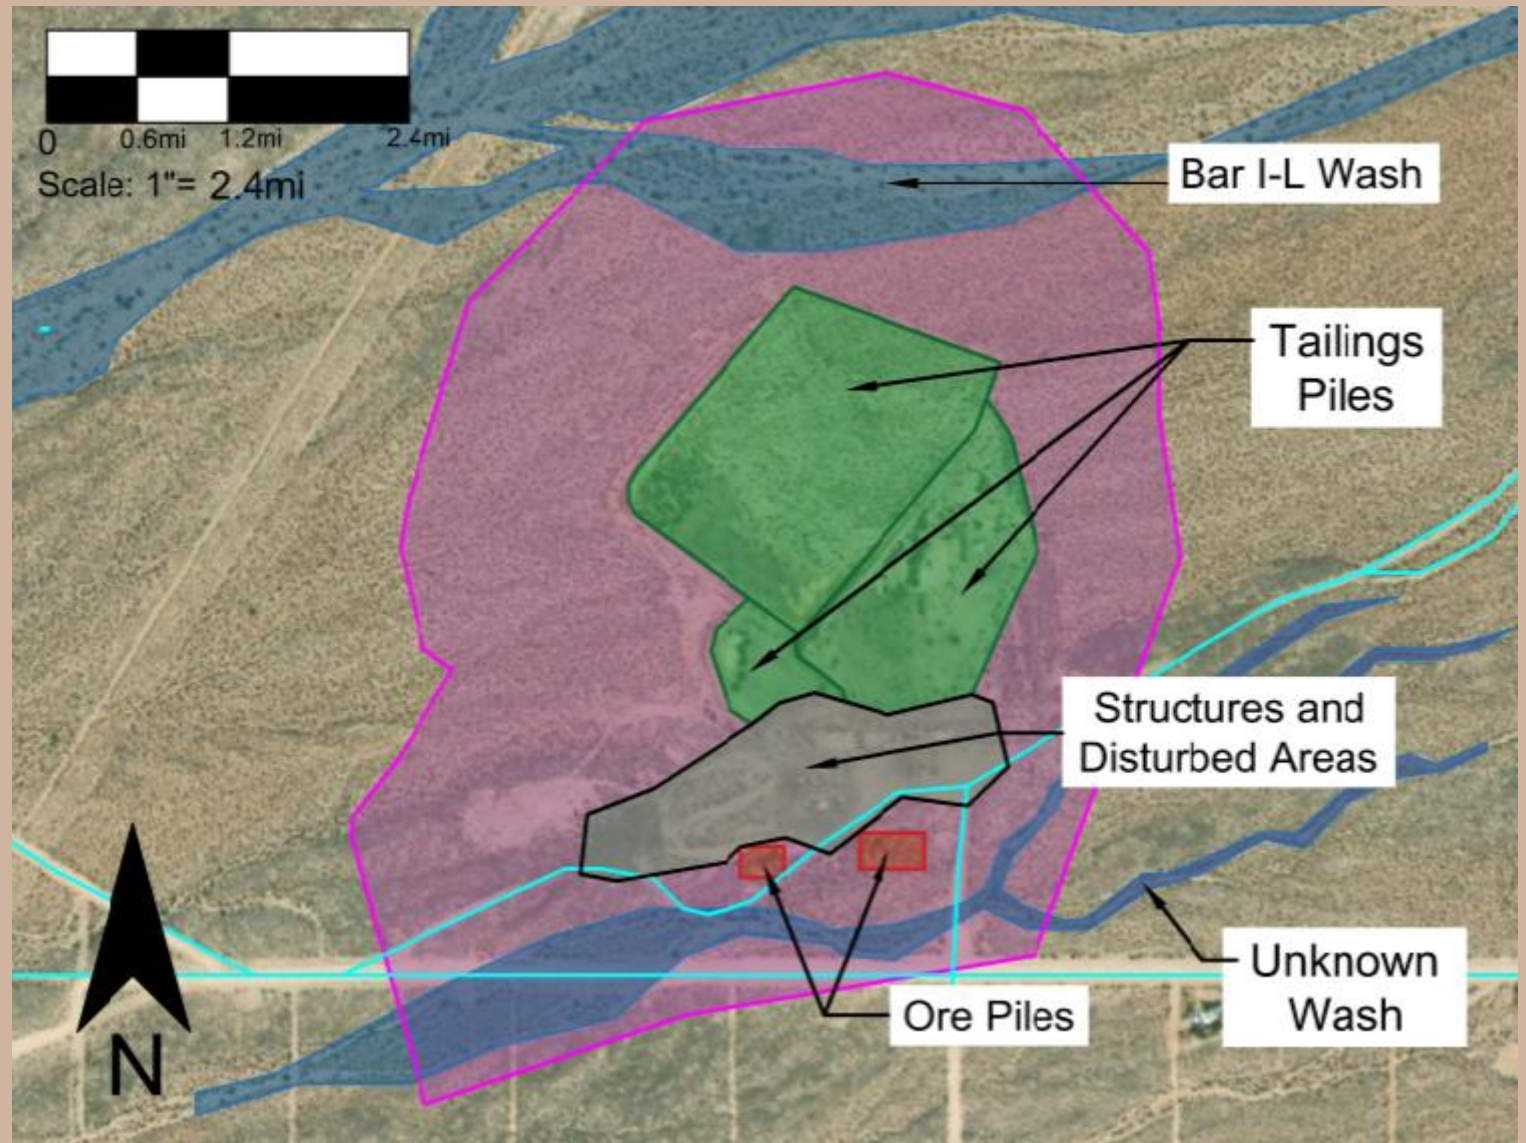 0 0.6mi 1.2mi 2.4mi
Scale: 1"= 2.4mi
Bar I-L Wash
Tailings
Piles
Structures and
Disturbed Areas
Unknown
Wash
Ore Piles
N